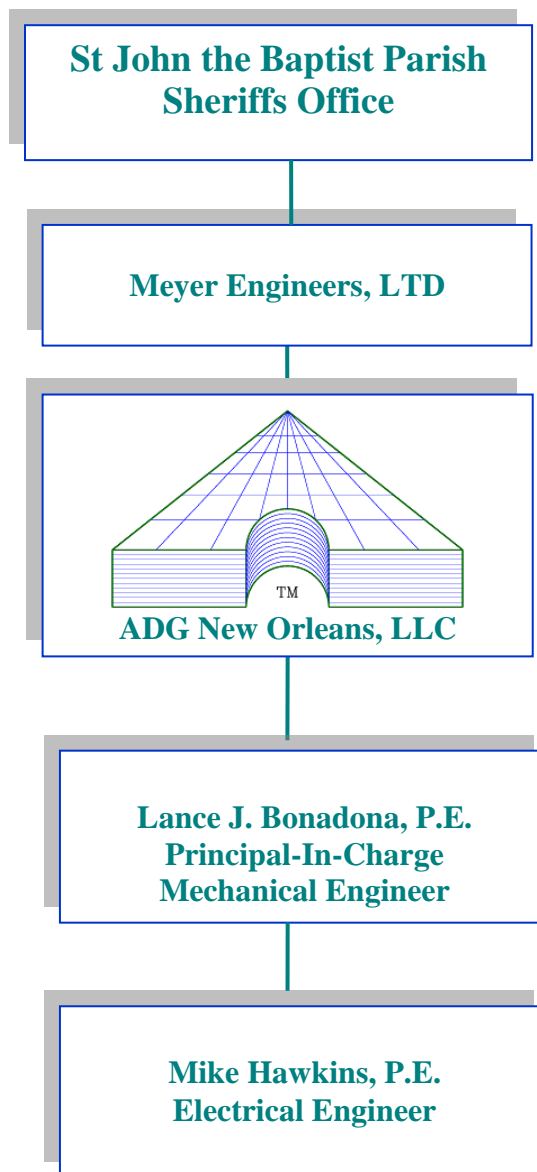 St John the Baptist Parish
Sheriffs Office
Meyer Engineers, LTD
TM
ADG New Orleans, LLC
Lance J. Bonadona, P.E.
Principal-In-Charge
Mechanical Engineer
Mike Hawkins, P.E.
Electrical Engineer